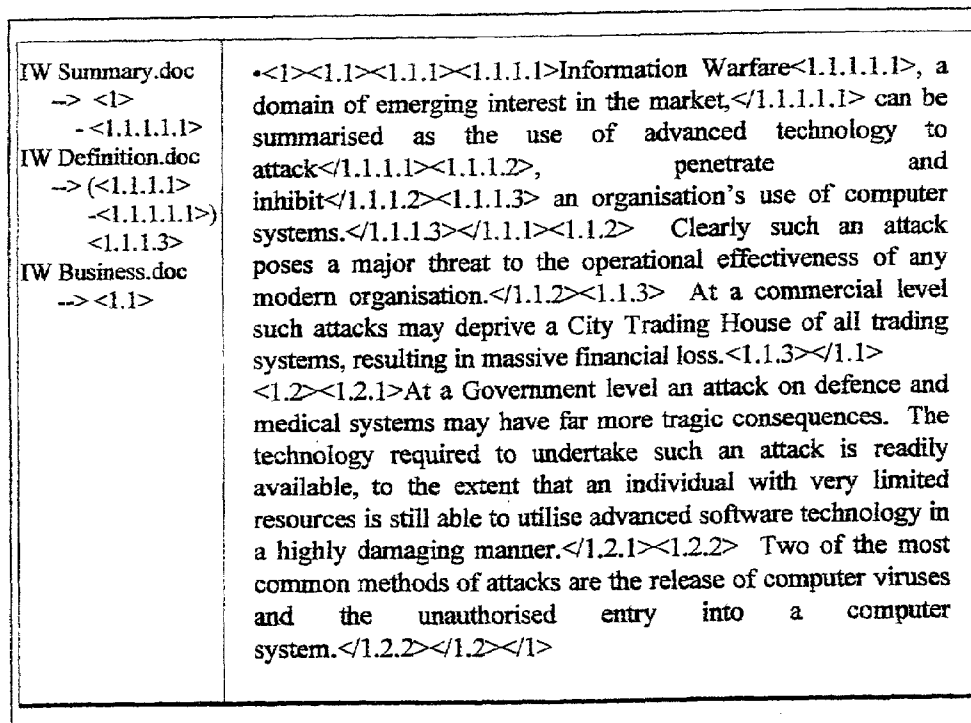 IW Summary.doc
--> <1>
- <1.1.1.1.1>
IW Definition.doc
--> (<1.1.1.1>
-<1.1.1.1.1>)
<1.1.1.3>
IW Business.doc
--> <1.1>
•<1><1.1><1.1.1><1.1.1.1>Information Warfare<1.1.1.1.1>, a
domain of emerging interest in the market,</1.1.1.1.1> can be
summarised as the use of advanced technology to
attack</1.1.1.1><1.1.1.2>, penetrate and
inhibit</1.1.1.2><1.1.1.3> an organisation's use of computer
systems.</1.1.1.3></1.1.1><1.1.2> Clearly such an attack
poses a major threat to the operational effectiveness of any
modern organisation.</1.1.2><1.1.3> At a commercial level
such attacks may deprive a City Trading House of all trading
systems, resulting in massive financial loss.<1.1.3></1.1>
<1.2><1.2.1>At a Government level an attack on defence and
medical systems may have far more tragic consequences. The
technology required to undertake such an attack is readily
available, to the extent that an individual with very limited
resources is still able to utilise advanced software technology in
a highly damaging manner.</1.2.1><1.2.2> Two of the most
common methods of attacks are the release of computer viruses
and the unauthorised entry into a computer
system.</1.2.2></1.2></1>